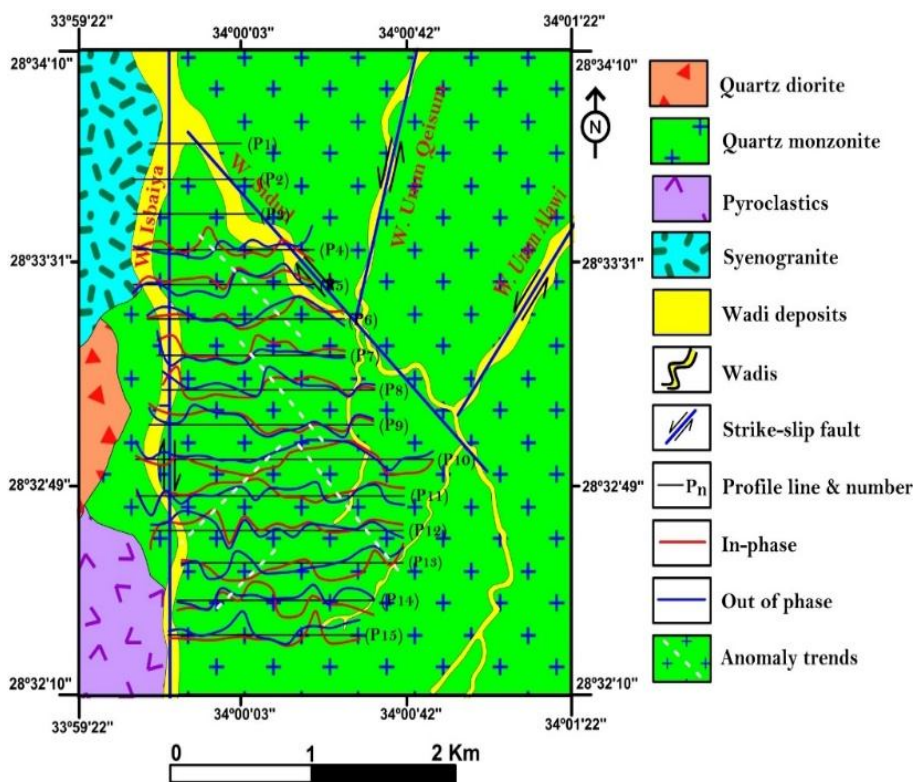 33°59'22" 34°00'03" 34°00'42" 34°01'22"
28°34'10" 28°34'10"
28°33'31" 28°33'31"
28°32'49" 28°32'49"
28°32'10" 28°32'10"
33°59'22" 34°00'03" 34°00'42" 34°01'22"
W. Isbaiya
W. Umm Qeisum
W. Umm Alawi
(P1)
(P4)
(P6)
(P7)
(P8)
(P9)
(P10)
(P11)
(P12)
(P13)
(P14)
(P15)
N
Quartz diorite
Quartz monzonite
Pyroclastics
Syenogranite
Wadi deposits
Wadis
Strike-slip fault
Pn Profile line & number
In-phase
Out of phase
Anomaly trends
0 1 2 Km